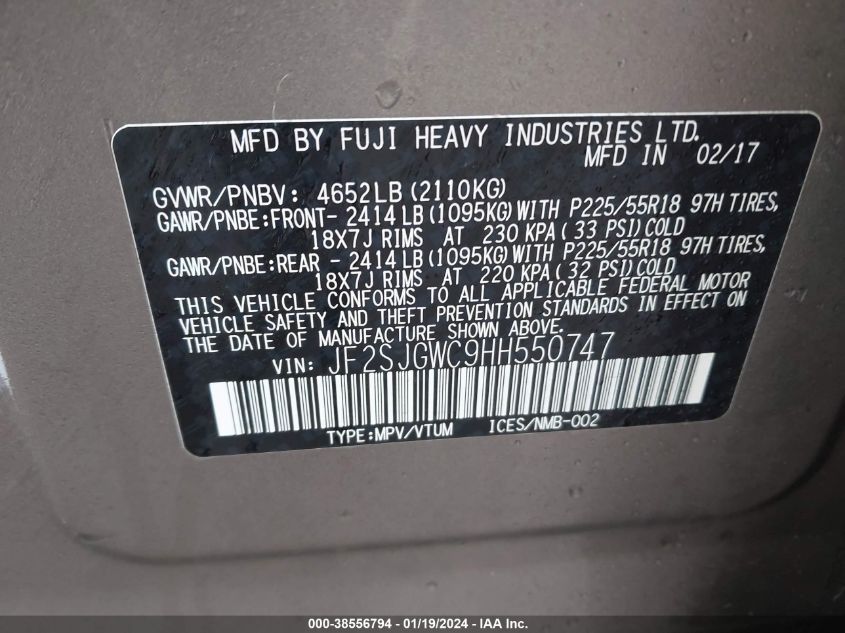 MFD BY FUJI HEAVY INDUSTRIES LTD.
MFD IN 02/17
GVWR/PNBV: 4652LB (2110KG)
GAWR/PNBE:FRONT- 2414 LB (1095KG) WITH P225/55R18 97H TIRES,
18X7J RIMS AT 230 KPA ( 33 PSI) COLD
GAWR/PNBE:REAR - 2414 LB (1095KG) WITH P225/55R18 97H TIRES,
18X7J RIMS AT 220 KPA ( 32 PSI) COLD
THIS VEHICLE CONFORMS TO ALL APPLICABLE FEDERAL MOTOR
VEHICLE SAFETY AND THEFT PREVENTION STANDARDS IN EFFECT ON
THE DATE OF MANUFACTURE SHOWN ABOVE.
VIN: JF2SJGWC9HH550747
TYPE:MPV/VTUM ICES/NMB-002
000-38556794 - 01/19/2024 - IAA Inc.